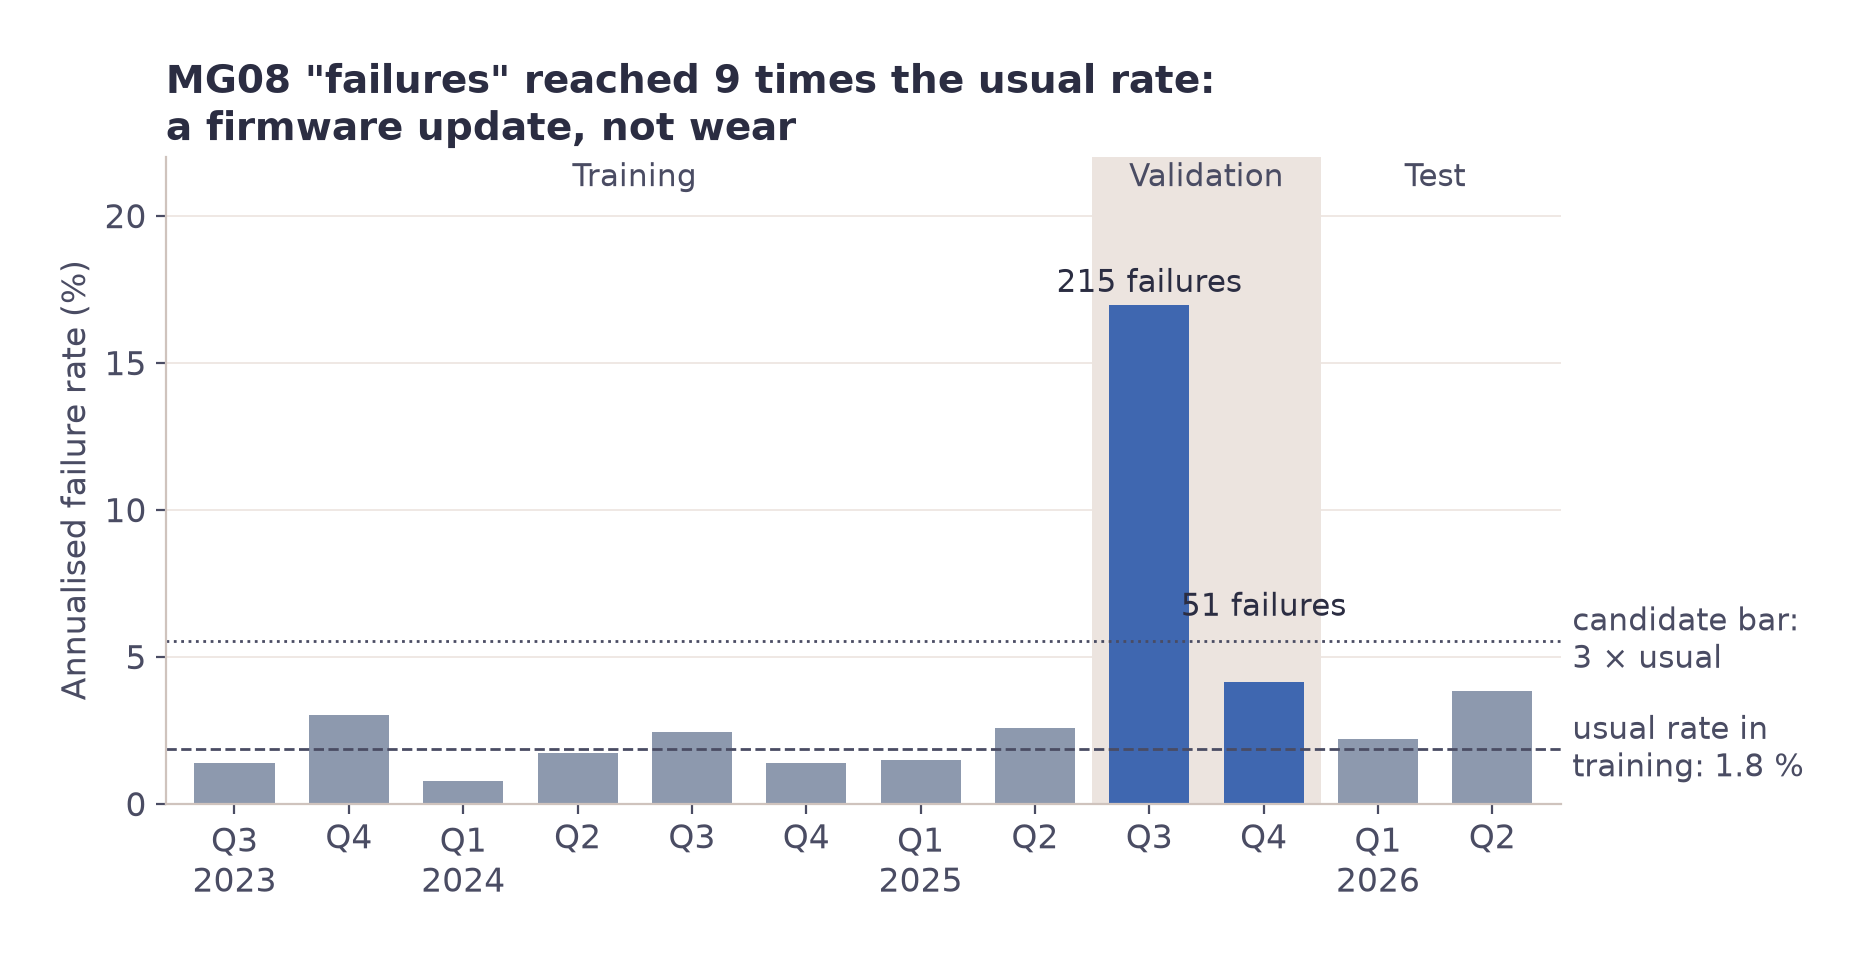 MG08 "failures" reached 9 times the usual rate:
a firmware update, not wear
Training
Validation
Test
Annualised failure rate (%)
20
15
10
5
0
215 failures
51 failures
candidate bar:
3 × usual
usual rate in
training: 1.8 %
Q3
2023
Q4
Q1
2024
Q2
Q3
Q4
Q1
2025
Q2
Q3
Q4
Q1
2026
Q2